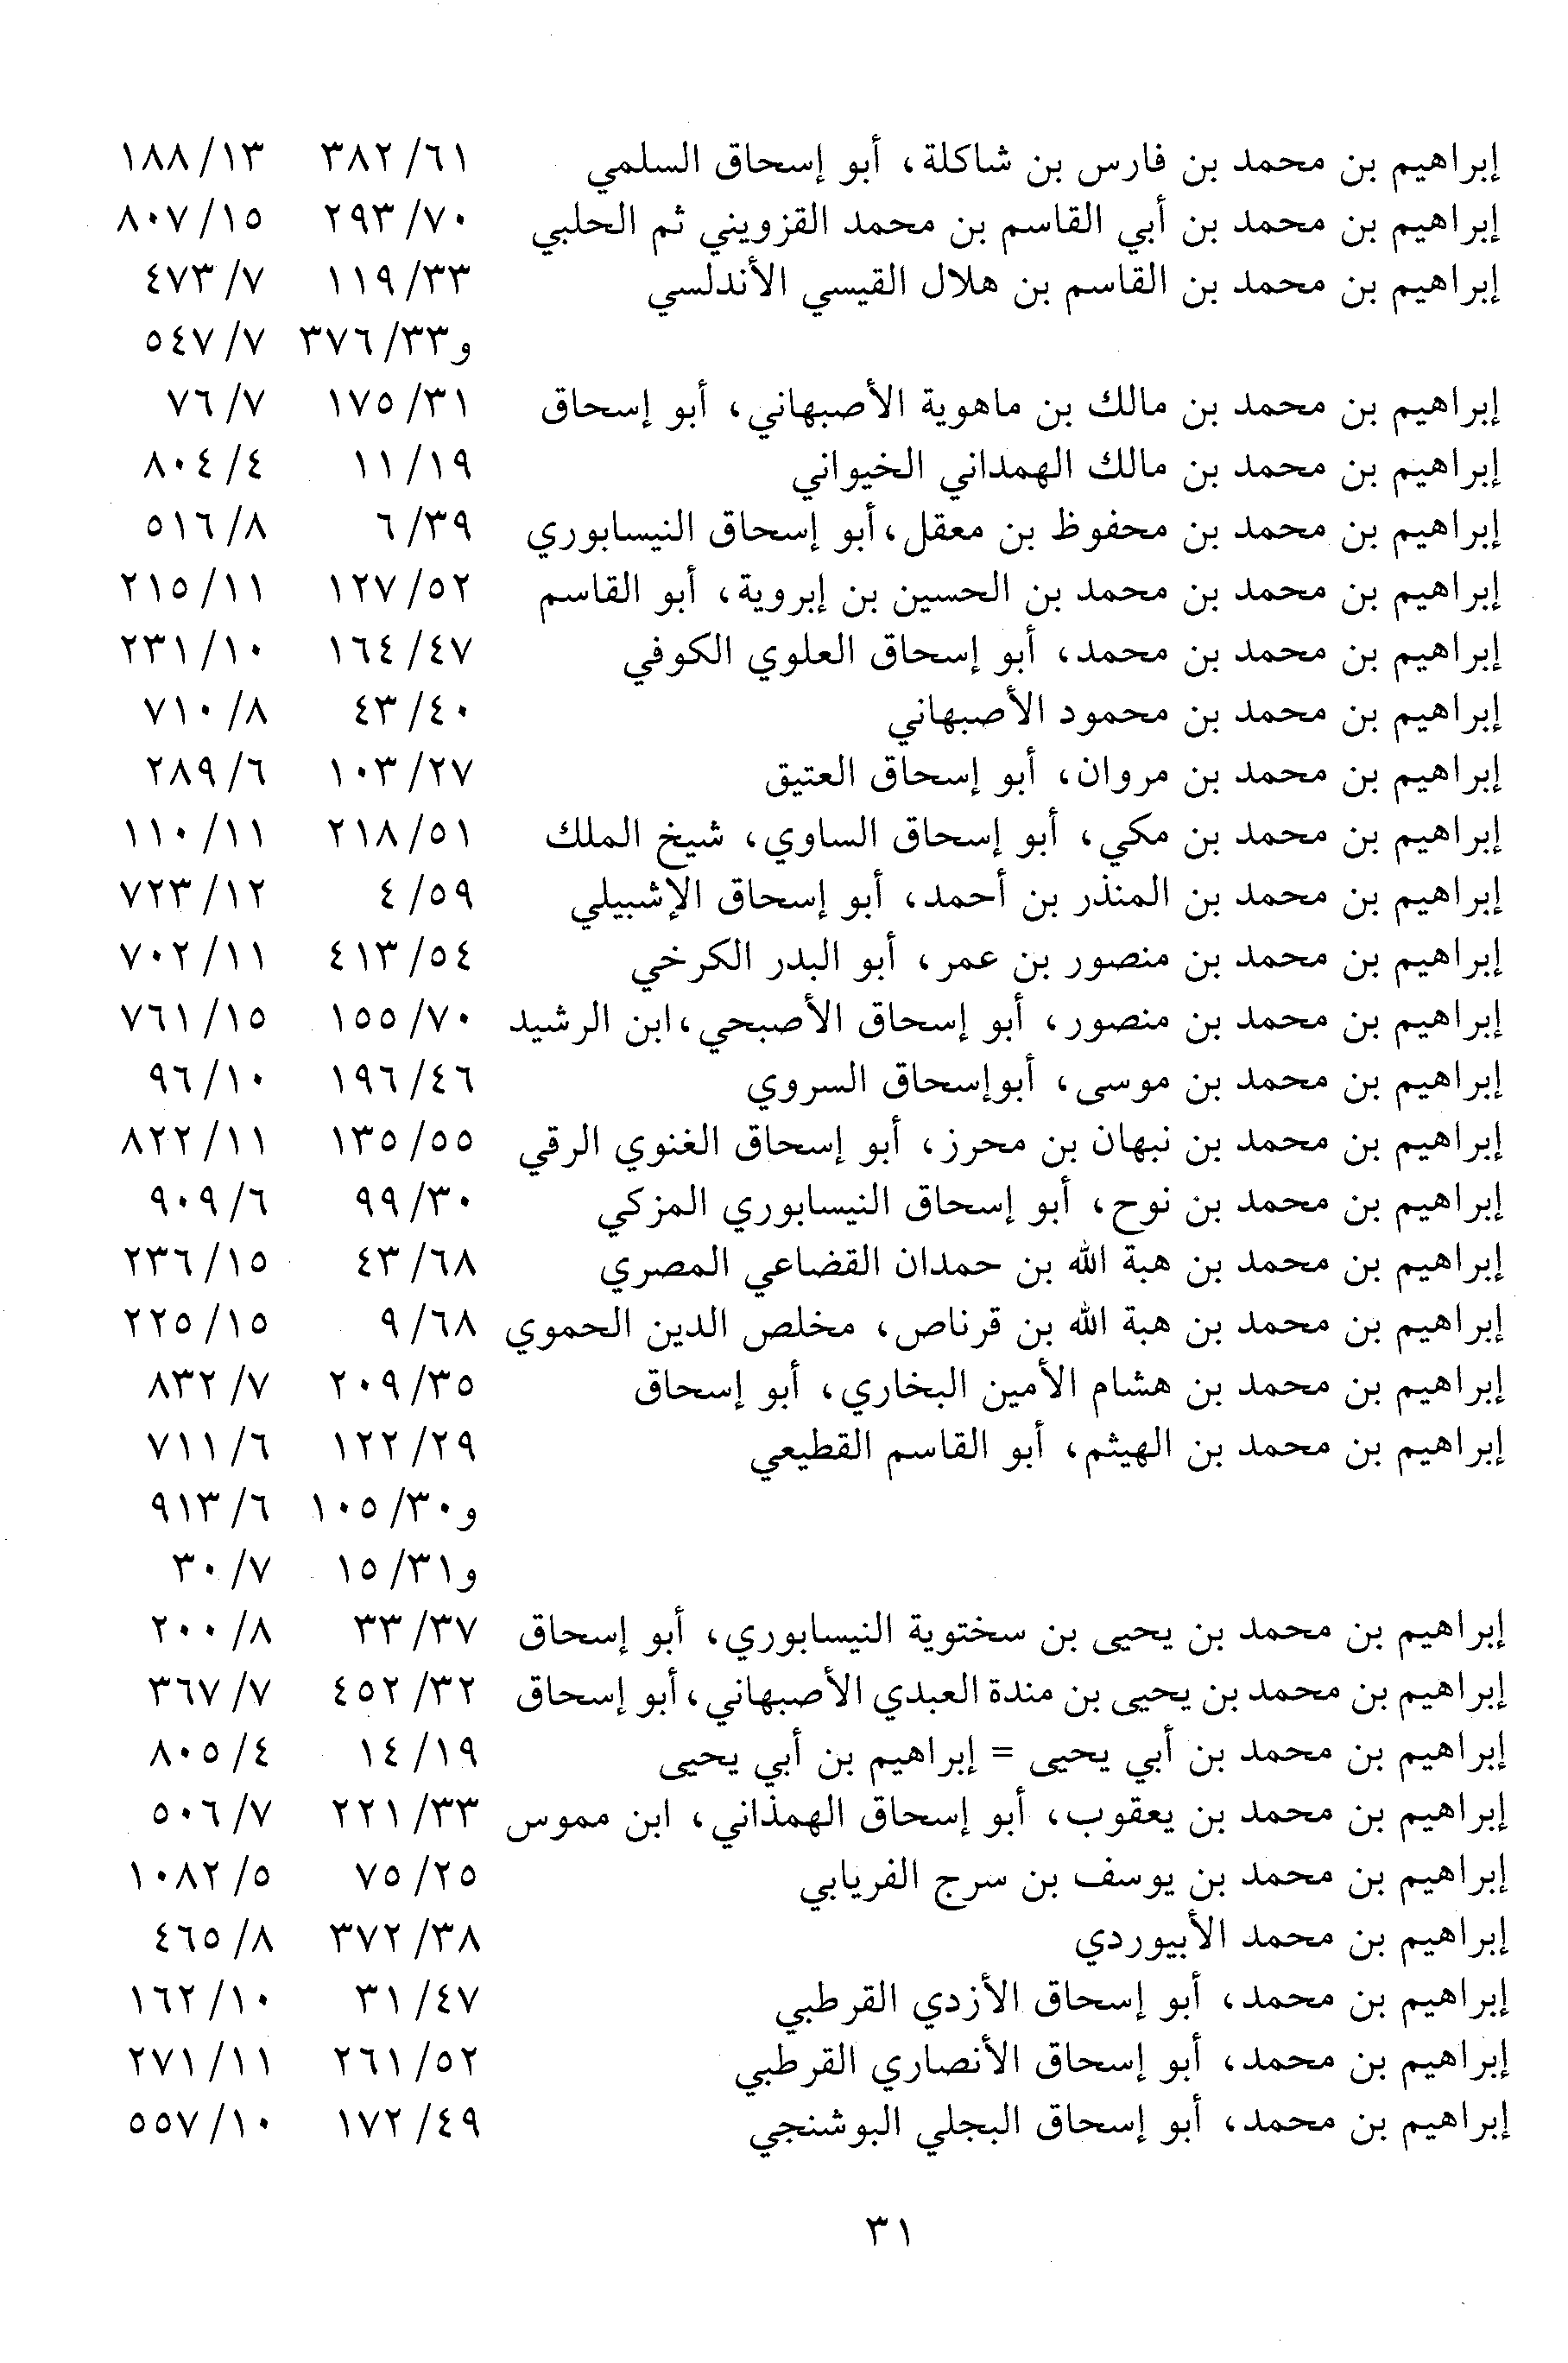 إبراهيم بن محمد بن فارس بن شاكلة، أبو إسحاق السلمي ٦١/ ٣٨٢ ١٣/ ١٨٨
إبراهيم بن محمد بن أبي القاسم بن محمد القزويني ثم الحلبي ٧٠/ ٢٩٣ ١٥/ ٨٠٧
إبراهيم بن محمد بن القاسم بن هلال القيسي الأندلسي ٣٣/ ١١٩ ٧/ ٤٧٣
و٣٣/ ٣٧٦ ٧/ ٥٤٧
إبراهيم بن محمد بن مالك بن ماهوية الأصبهاني، أبو إسحاق ٣١/ ١٧٥ ٧/ ٧٦
إبراهيم بن محمد بن مالك الهمداني الخيواني ١٩/ ١١ ٤/ ٨٠٤
إبراهيم بن محمد بن محفوظ بن معقل، أبو إسحاق النيسابوري ٣٩/ ٦ ٨/ ٥١٦
إبراهيم بن محمد بن محمد بن الحسين بن إبروية، أبو القاسم ٥٢/ ١٢٧ ١١/ ٢١٥
إبراهيم بن محمد بن محمد، أبو إسحاق العلوي الكوفي ٤٧/ ١٦٤ ١٠/ ٢٣١
إبراهيم بن محمد بن محمود الأصبهاني ٤٠/ ٤٣ ٨/ ٧١٠
إبراهيم بن محمد بن مروان، أبو إسحاق العتيق ٢٧/ ١٠٣ ٦/ ٢٨٩
إبراهيم بن محمد بن مكي، أبو إسحاق الساوي، شيخ الملك ٥١/ ٢١٨ ١١/ ١١٠
إبراهيم بن محمد بن المنذر بن أحمد، أبو إسحاق الإشبيلي ٥٩/ ٤ ١٢/ ٧٢٣
إبراهيم بن محمد بن منصور بن عمر، أبو البدر الكرخي ٥٤/ ٤١٣ ١١/ ٧٠٢
إبراهيم بن محمد بن منصور، أبو إسحاق الأصبحي، ابن الرشيد ٧٠/ ١٥٥ ١٥/ ٧٦١
إبراهيم بن محمد بن موسى، أبوإسحاق السروي ٤٦/ ١٩٦ ١٠/ ٩٦
إبراهيم بن محمد بن نبهان بن محرز، أبو إسحاق الغنوي الرقي ٥٥/ ١٣٥ ١١/ ٨٢٢
إبراهيم بن محمد بن نوح، أبو إسحاق النيسابوري المزكي ٣٠/ ٩٩ ٦/ ٩٠٩
إبراهيم بن محمد بن هبة الله بن حمدان القضاعي المصري ٦٨/ ٤٣ ١٥/ ٢٣٦
إبراهيم بن محمد بن هبة الله بن قرناص، مخلص الدين الحموي ٦٨/ ٩ ١٥/ ٢٢٥
إبراهيم بن محمد بن هشام الأمين البخاري، أبو إسحاق ٣٥/ ٢٠٩ ٧/ ٨٣٢
إبراهيم بن محمد بن الهيثم، أبو القاسم القطيعي ٢٩/ ١٢٢ ٦/ ٧١١
و٣٠/ ١٠٥ ٦/ ٩١٣
و٣١/ ١٥ ٧/ ٣٠
إبراهيم بن محمد بن يحيى بن سختوية النيسابوري، أبو إسحاق ٣٧/ ٣٣ ٨/ ٢٠٠
إبراهيم بن محمد بن يحيى بن مندة العبدي الأصبهاني، أبو إسحاق ٣٢/ ٤٥٢ ٧/ ٣٦٧
إبراهيم بن محمد بن أبي يحيى = إبراهيم بن أبي يحيى ١٩/ ١٤ ٤/ ٨٠٥
إبراهيم بن محمد بن يعقوب، أبو إسحاق الهمذاني، ابن مموس ٣٣/ ٢٢١ ٧/ ٥٠٦
إبراهيم بن محمد بن يوسف بن سرج الفريابي ٢٥/ ٧٥ ٥/ ١٠٨٢
إبراهيم بن محمد الأبيوردي ٣٨/ ٣٧٢ ٨/ ٤٦٥
إبراهيم بن محمد، أبو إسحاق الأزدي القرطبي ٤٧/ ٣١ ١٠/ ١٦٢
إبراهيم بن محمد، أبو إسحاق الأنصاري القرطبي ٥٢/ ٢٦١ ١١/ ٢٧١
إبراهيم بن محمد، أبو إسحاق البجلي البوشنجي ٤٩/ ١٧٢ ١٠/ ٥٥٧
٣١